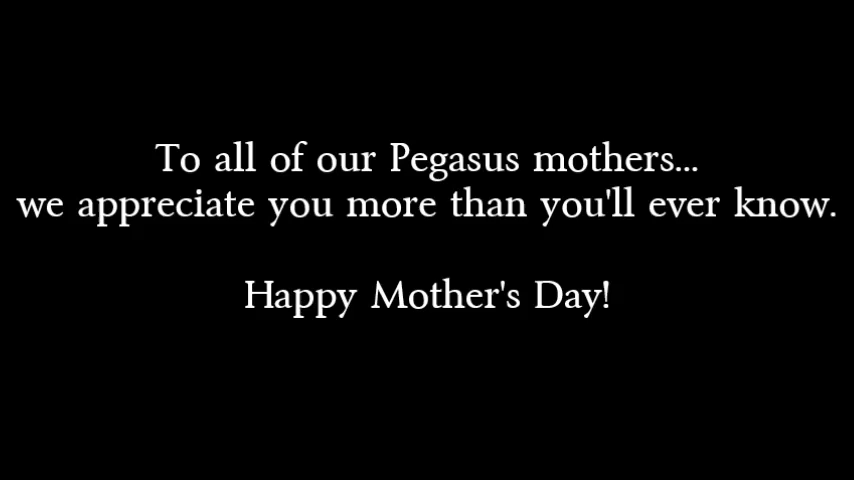 To all of our Pegasus mothers...
we appreciate you more than you'll ever know.
Happy Mother's Day!